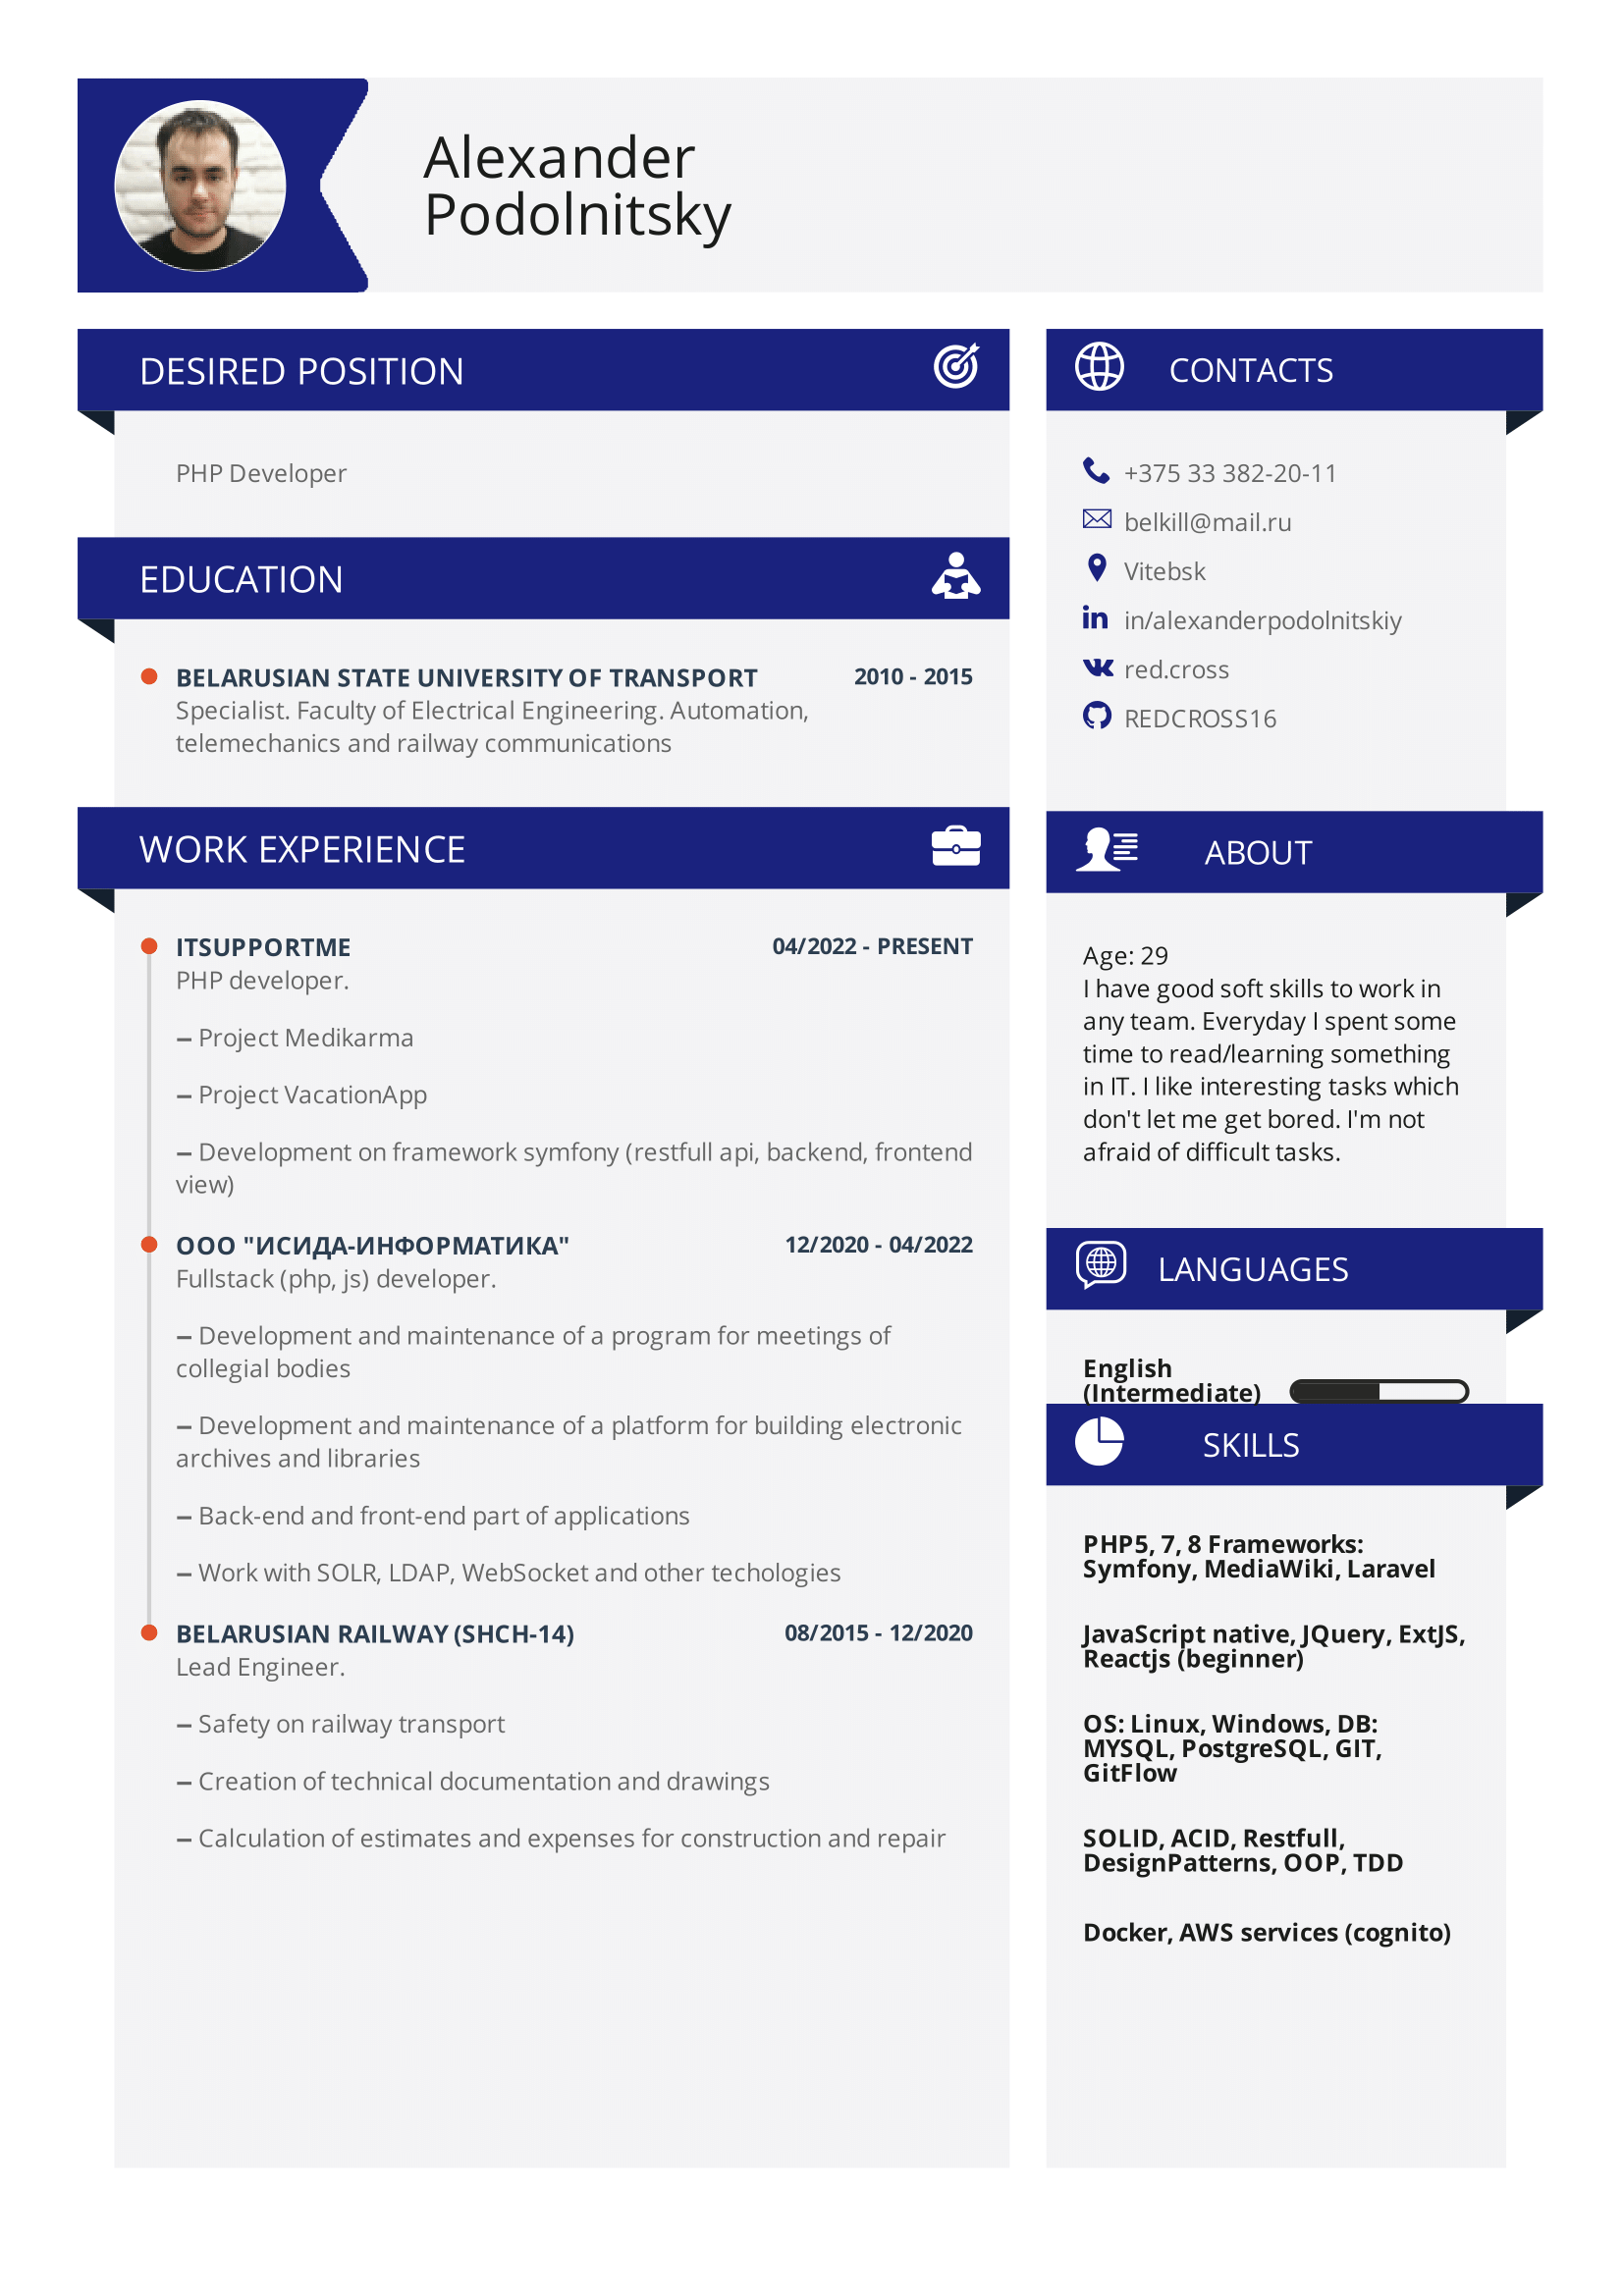 Alexander
Podolnitsky
DESIRED POSITION
PHP Developer
EDUCATION
BELARUSIAN STATE UNIVERSITY OF TRANSPORT 2010 - 2015
Specialist. Faculty of Electrical Engineering. Automation,
telemechanics and railway communications
WORK EXPERIENCE
ITSUPPORTME 04/2022 - PRESENT
PHP developer.
– Project Medikarma
– Project VacationApp
– Development on framework symfony (restfull api, backend, frontend
view)
ООО "ИСИДА-ИНФОРМАТИКА" 12/2020 - 04/2022
Fullstack (php, js) developer.
– Development and maintenance of a program for meetings of
collegial bodies
– Development and maintenance of a platform for building electronic
archives and libraries
– Back-end and front-end part of applications
– Work with SOLR, LDAP, WebSocket and other techologies
BELARUSIAN RAILWAY (SHCH-14) 08/2015 - 12/2020
Lead Engineer.
– Safety on railway transport
– Creation of technical documentation and drawings
– Calculation of estimates and expenses for construction and repair
CONTACTS
+375 33 382-20-11
belkill@mail.ru
Vitebsk
in/alexanderpodolnitskiy
red.cross
REDCROSS16
ABOUT
Age: 29
I have good soft skills to work in
any team. Everyday I spent some
time to read/learning something
in IT. I like interesting tasks which
don't let me get bored. I'm not
afraid of difficult tasks.
LANGUAGES
English
(Intermediate)
SKILLS
PHP5, 7, 8 Frameworks:
Symfony, MediaWiki, Laravel
JavaScript native, JQuery, ExtJS,
Reactjs (beginner)
OS: Linux, Windows, DB:
MYSQL, PostgreSQL, GIT,
GitFlow
SOLID, ACID, Restfull,
DesignPatterns, OOP, TDD
Docker, AWS services (cognito)